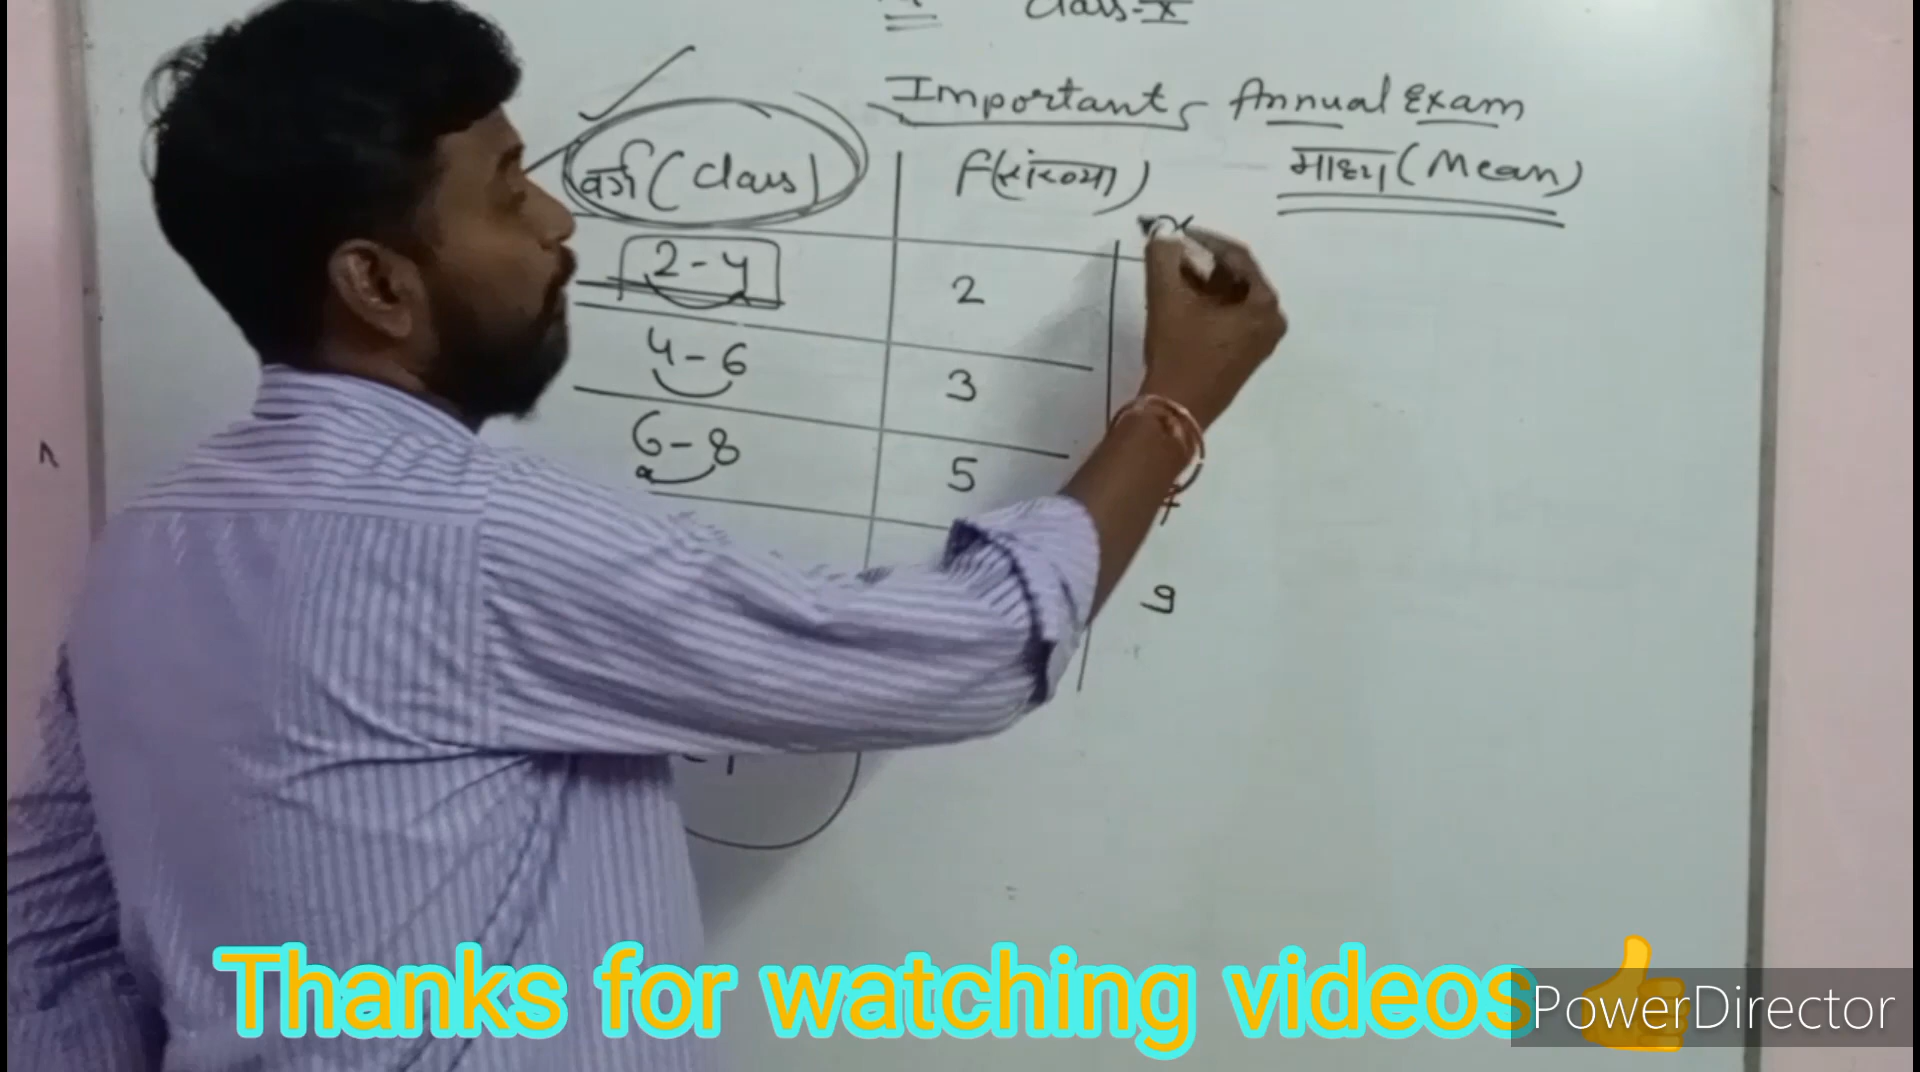 Class-X
Important Annual Exam
वर्ग (Class) F(संख्या) माध्य (Mean)
x
2-4 2
4-6 3
6-8 5
7
9
Thanks for watching videos 👍
PowerDirector